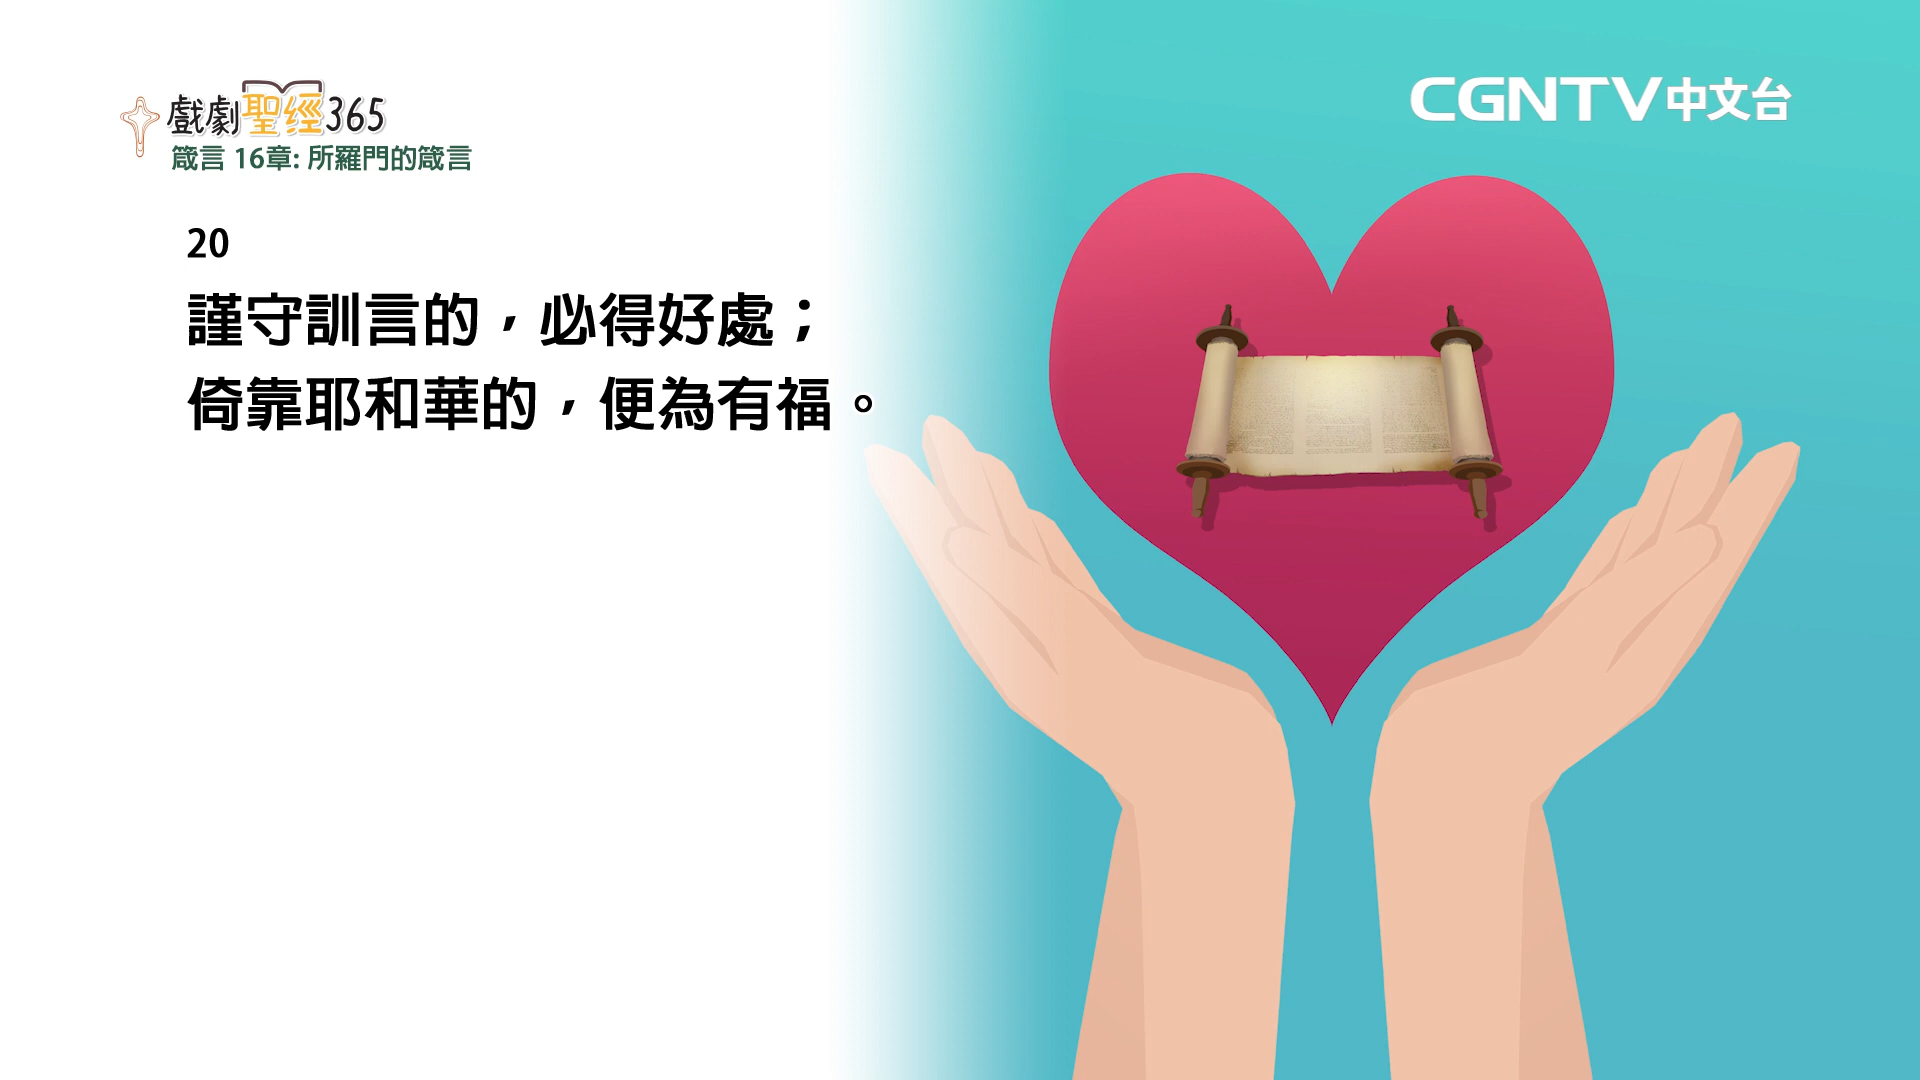 戲劇聖經365
箴言 16章: 所羅門的箴言
CGNTV中文台
20
謹守訓言的，必得好處；
倚靠耶和華的，便為有福。